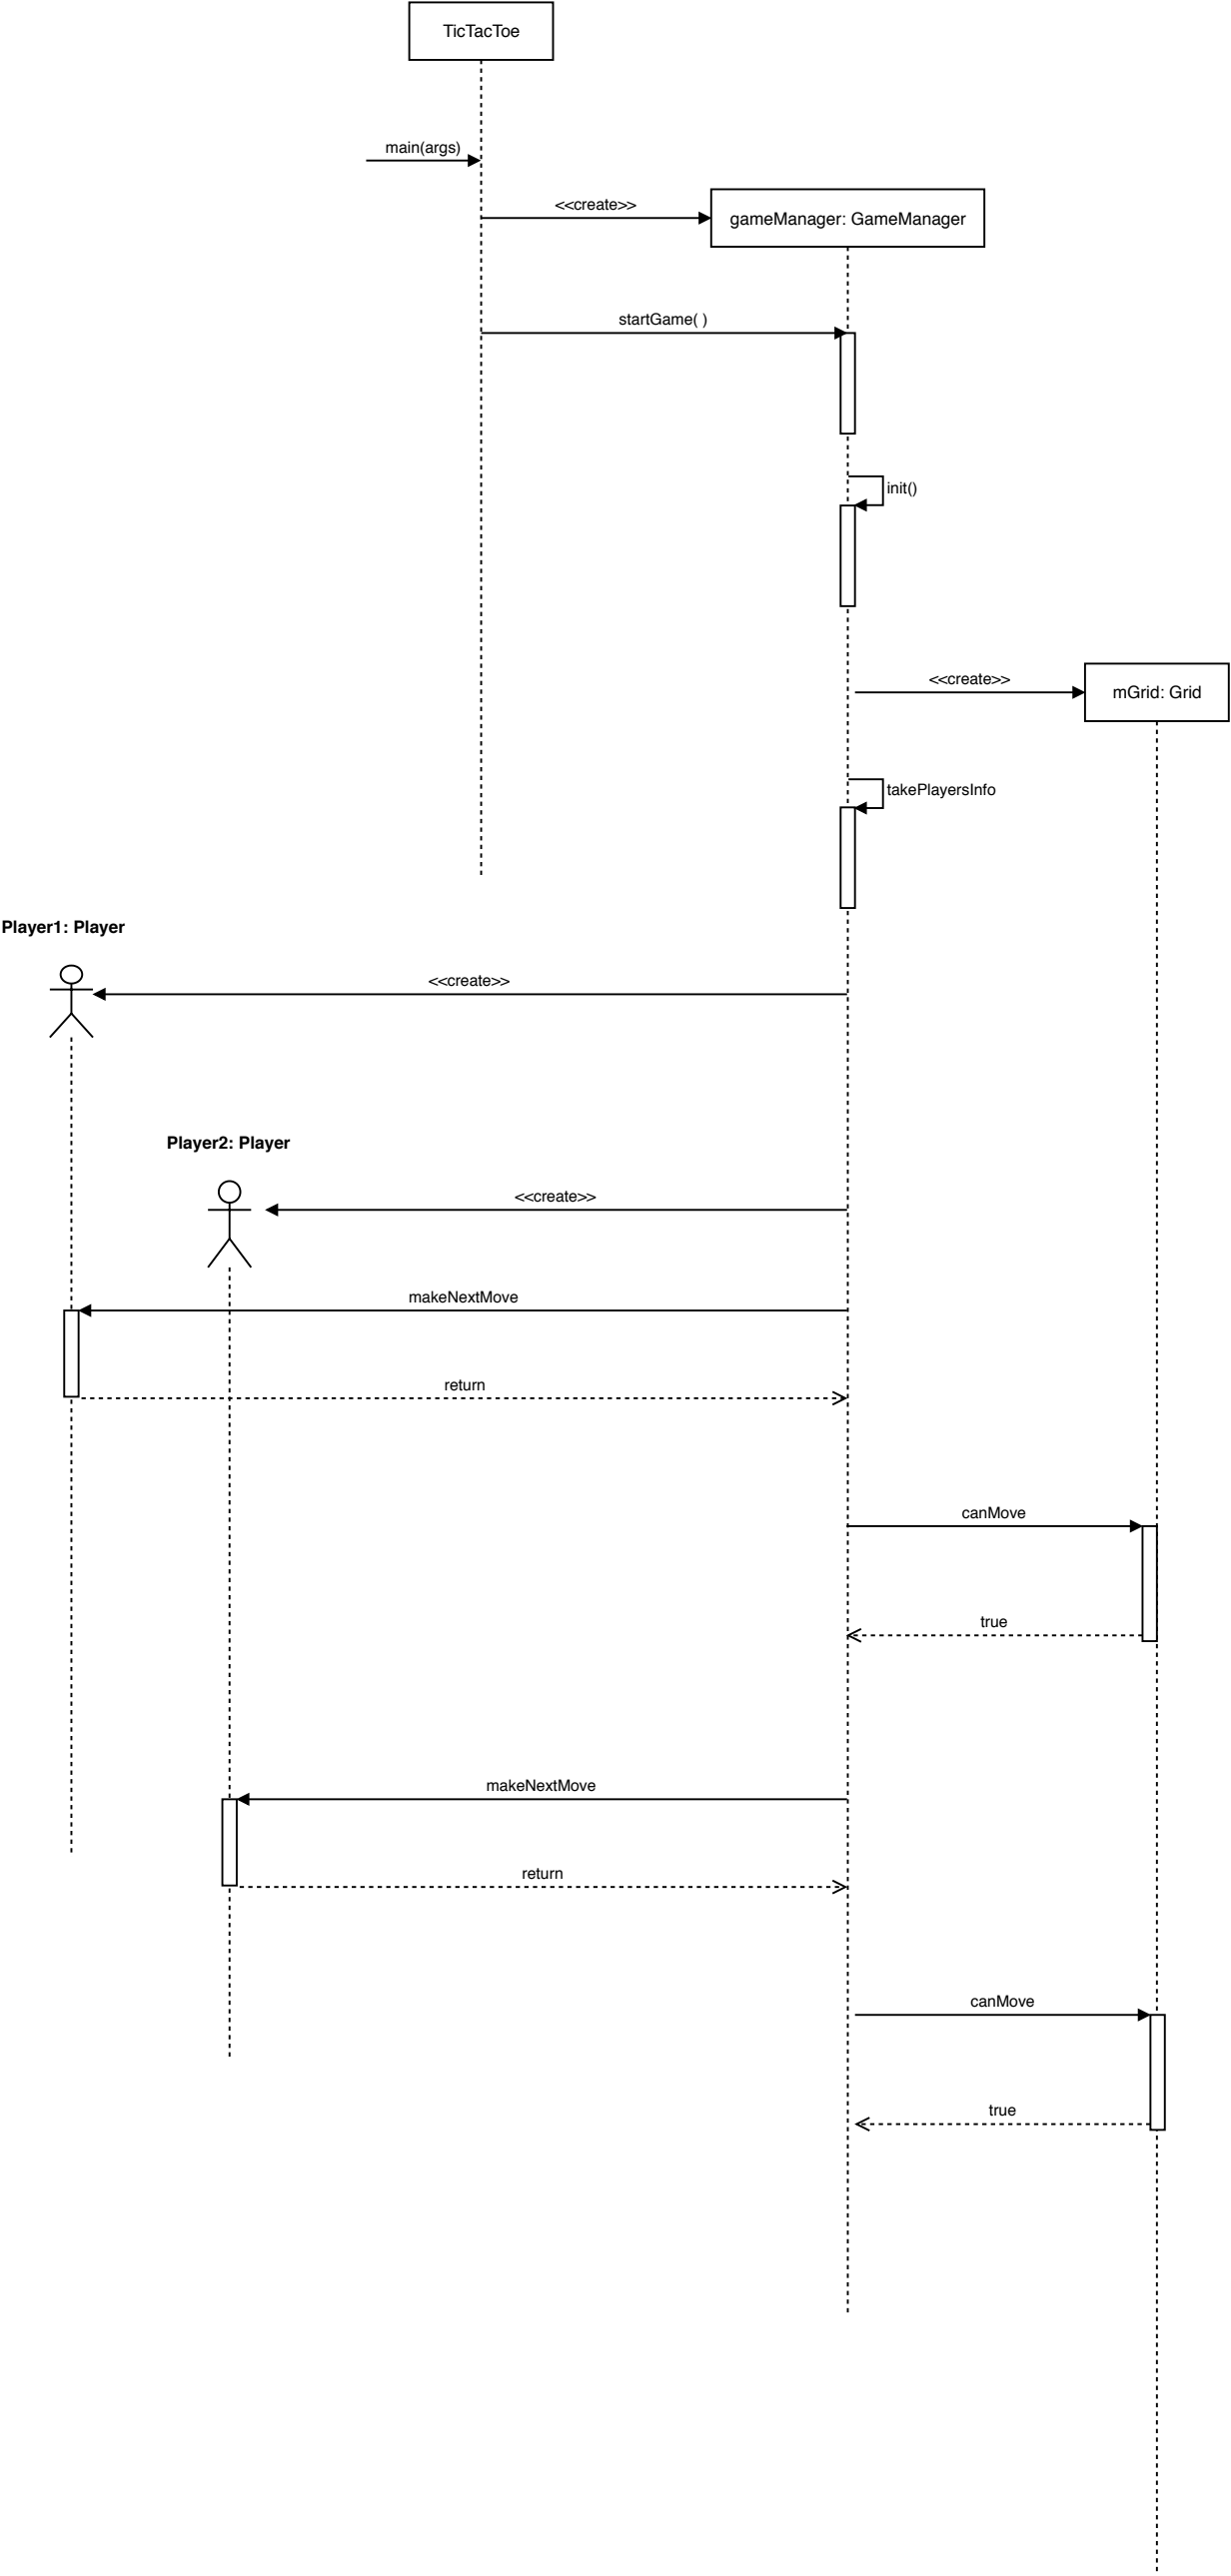 TicTacToe
main(args)
<<create>>
gameManager: GameManager
startGame( )
init()
<<create>>
mGrid: Grid
takePlayersInfo
Player1: Player
<<create>>
Player2: Player
<<create>>
makeNextMove
return
canMove
true
makeNextMove
return
canMove
true